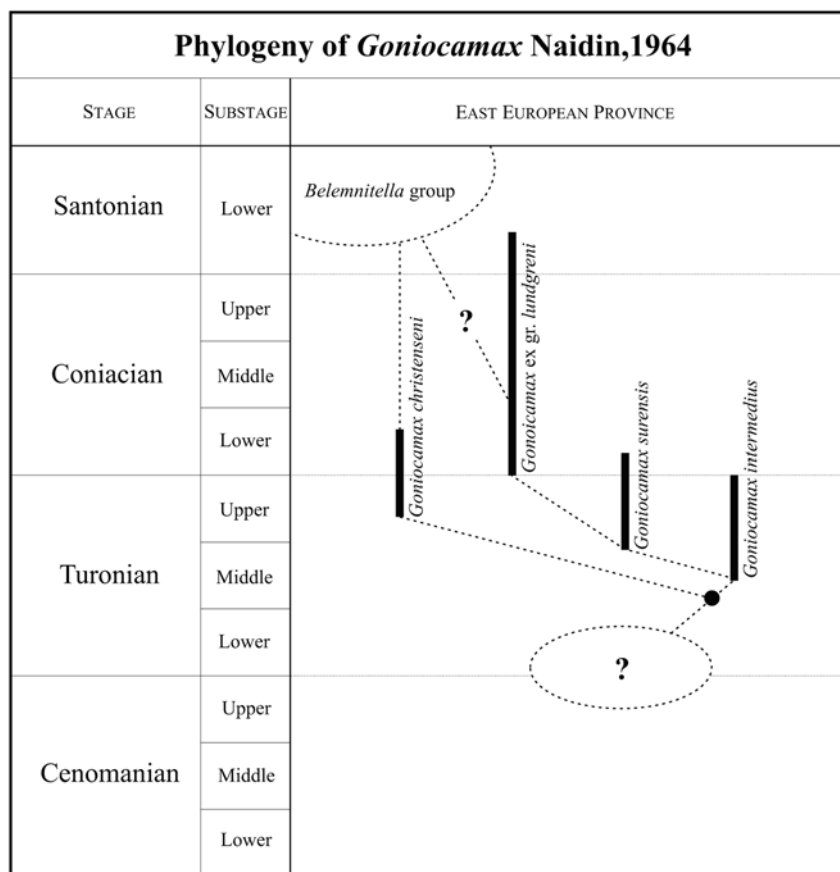 Phylogeny of Goniocamax Naidin,1964
STAGE
SUBSTAGE
EAST EUROPEAN PROVINCE
Santonian
Lower
Belemnitella group
Coniacian
Upper
Middle
Lower
?
Goniocamax christenseni
Gonoicamax ex gr. lundgreni
Goniocamax surensis
Goniocamax intermedius
Turonian
Upper
Middle
Lower
?
Cenomanian
Upper
Middle
Lower